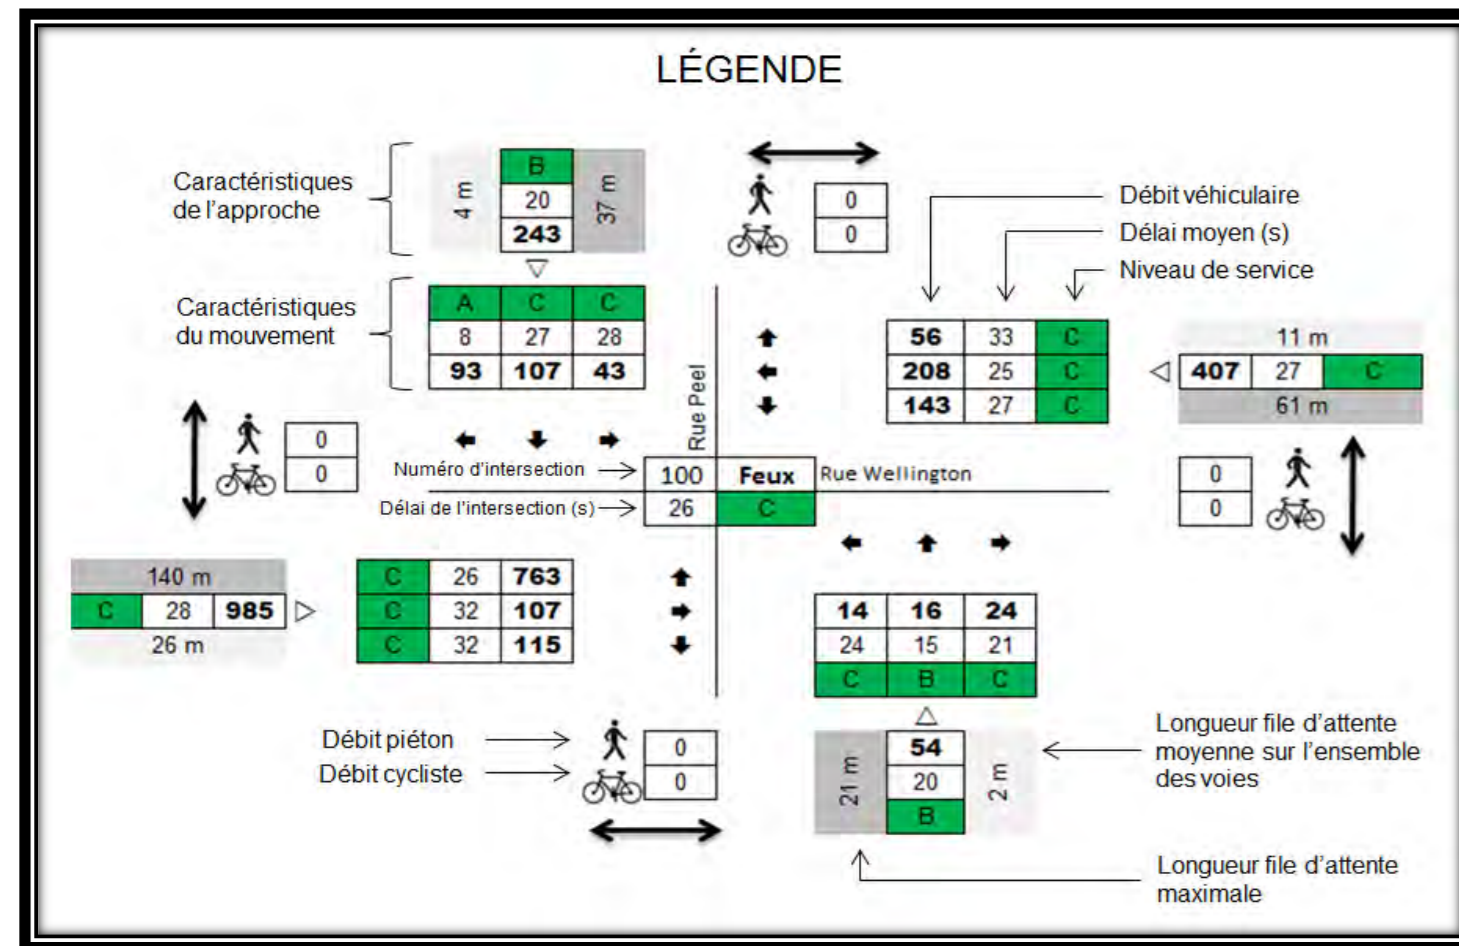 LÉGENDE
Caractéristiques
de l'approche
4 m
B
20
243
37 m
0
0
Débit véhiculaire
Délai moyen (s)
Niveau de service
Caractéristiques
du mouvement
A C C
8 27 28
93 107 43
56 33 C
208 25 C
143 27 C
11 m
407 27 C
61 m
Rue Peel
0
0
Numéro d'intersection
100 Feux
Rue Wellington
Délai de l'intersection (s)
26 C
0
0
140 m
C 28 985
26 m
C 26 763
C 32 107
C 32 115
14 16 24
24 15 21
C B C
Débit piéton
Débit cycliste
0
0
21 m
54
20
B
2 m
Longueur file d'attente
moyenne sur l'ensemble
des voies
Longueur file d'attente
maximale